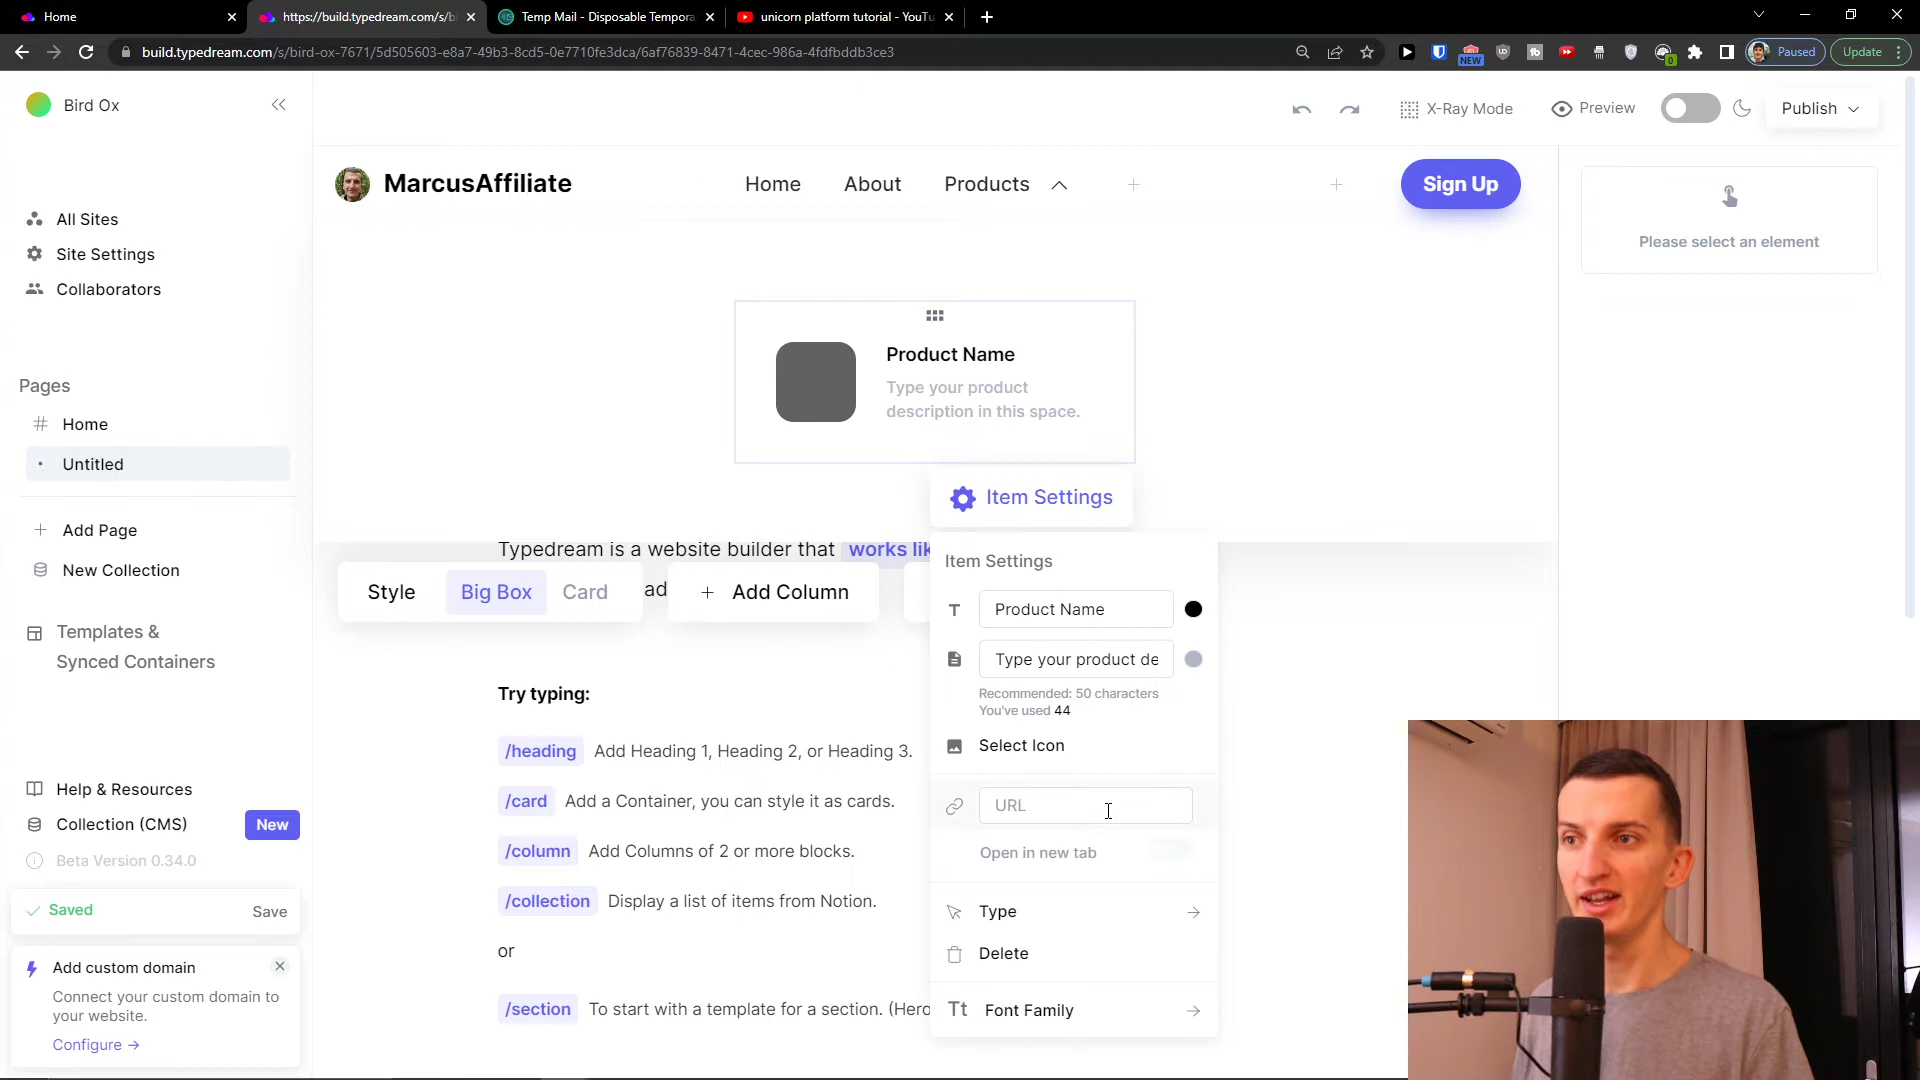 Home
https://build.typedream.com/s/bi
Temp Mail - Disposable Tempora
unicorn platform tutorial - YouTu
build.typedream.com/s/bird-ox-7671/5d505603-e8a7-49b3-8cd5-0e7710fe3dca/6af76839-8471-4cec-986a-4fdfbddb3ce3
NEW
0
Paused
Update
Bird Ox
X-Ray Mode
Preview
Publish
MarcusAffiliate
Home
About
Products
Sign Up
Please select an element
All Sites
Site Settings
Collaborators
Pages
Home
Untitled
Add Page
New Collection
Templates &
Synced Containers
Help & Resources
Collection (CMS)
New
Beta Version 0.34.0
Saved
Save
Add custom domain
Connect your custom domain to
your website.
Configure →
Product Name
Type your product
description in this space.
Item Settings
Typedream is a website builder that works lik
Style
Big Box
Card
ad
Add Column
Try typing:
/heading Add Heading 1, Heading 2, or Heading 3.
/card Add a Container, you can style it as cards.
/column Add Columns of 2 or more blocks.
/collection Display a list of items from Notion.
or
/section To start with a template for a section. (Hero
Item Settings
Product Name
Type your product de
Recommended: 50 characters
You've used 44
Select Icon
URL
Open in new tab
Type
Delete
Tt Font Family